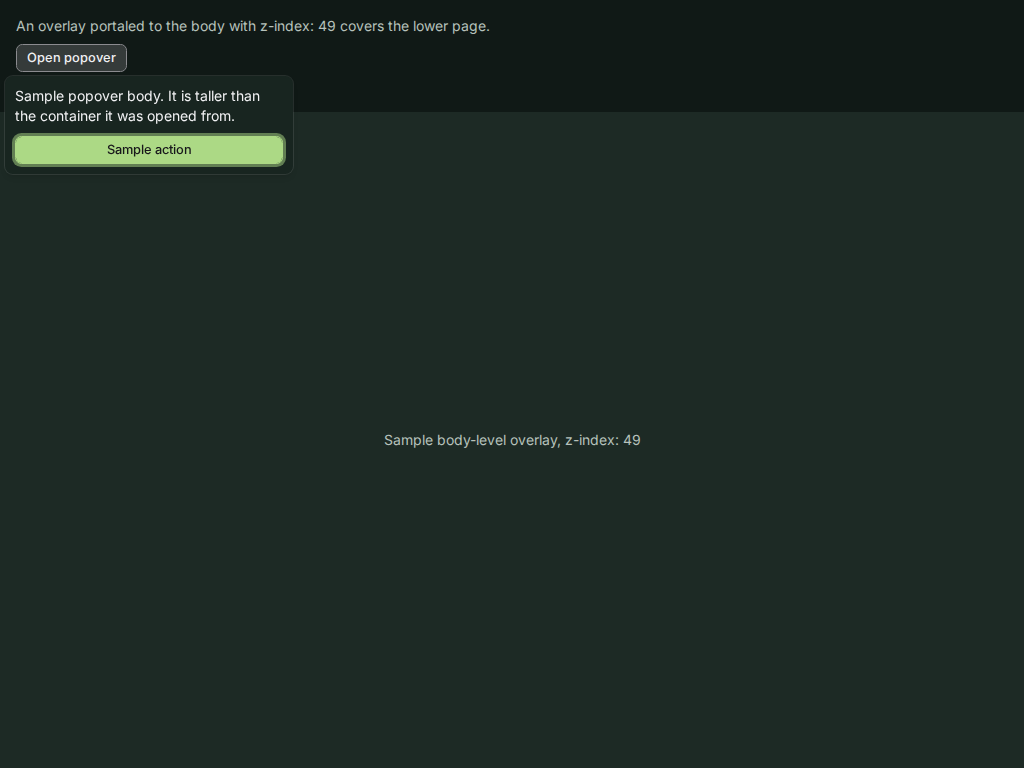 An overlay portaled to the body with z-index: 49 covers the lower page.
Open popover
Sample popover body. It is taller than
the container it was opened from.
Sample action
Sample body-level overlay, z-index: 49